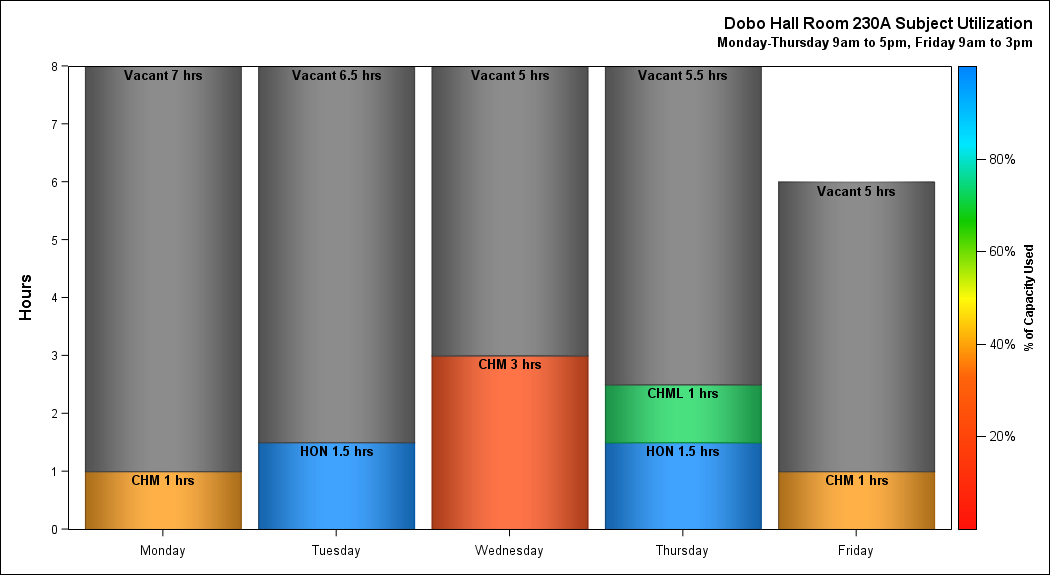 Dobo Hall Room 230A Subject Utilization
Monday-Thursday 9am to 5pm, Friday 9am to 3pm
Hours
8
7
6
5
4
3
2
1
0
Vacant 7 hrs
CHM 1 hrs
Vacant 6.5 hrs
HON 1.5 hrs
Vacant 5 hrs
CHM 3 hrs
Vacant 5.5 hrs
CHML 1 hrs
HON 1.5 hrs
Vacant 5 hrs
CHM 1 hrs
Monday
Tuesday
Wednesday
Thursday
Friday
80%
60%
40%
20%
% of Capacity Used